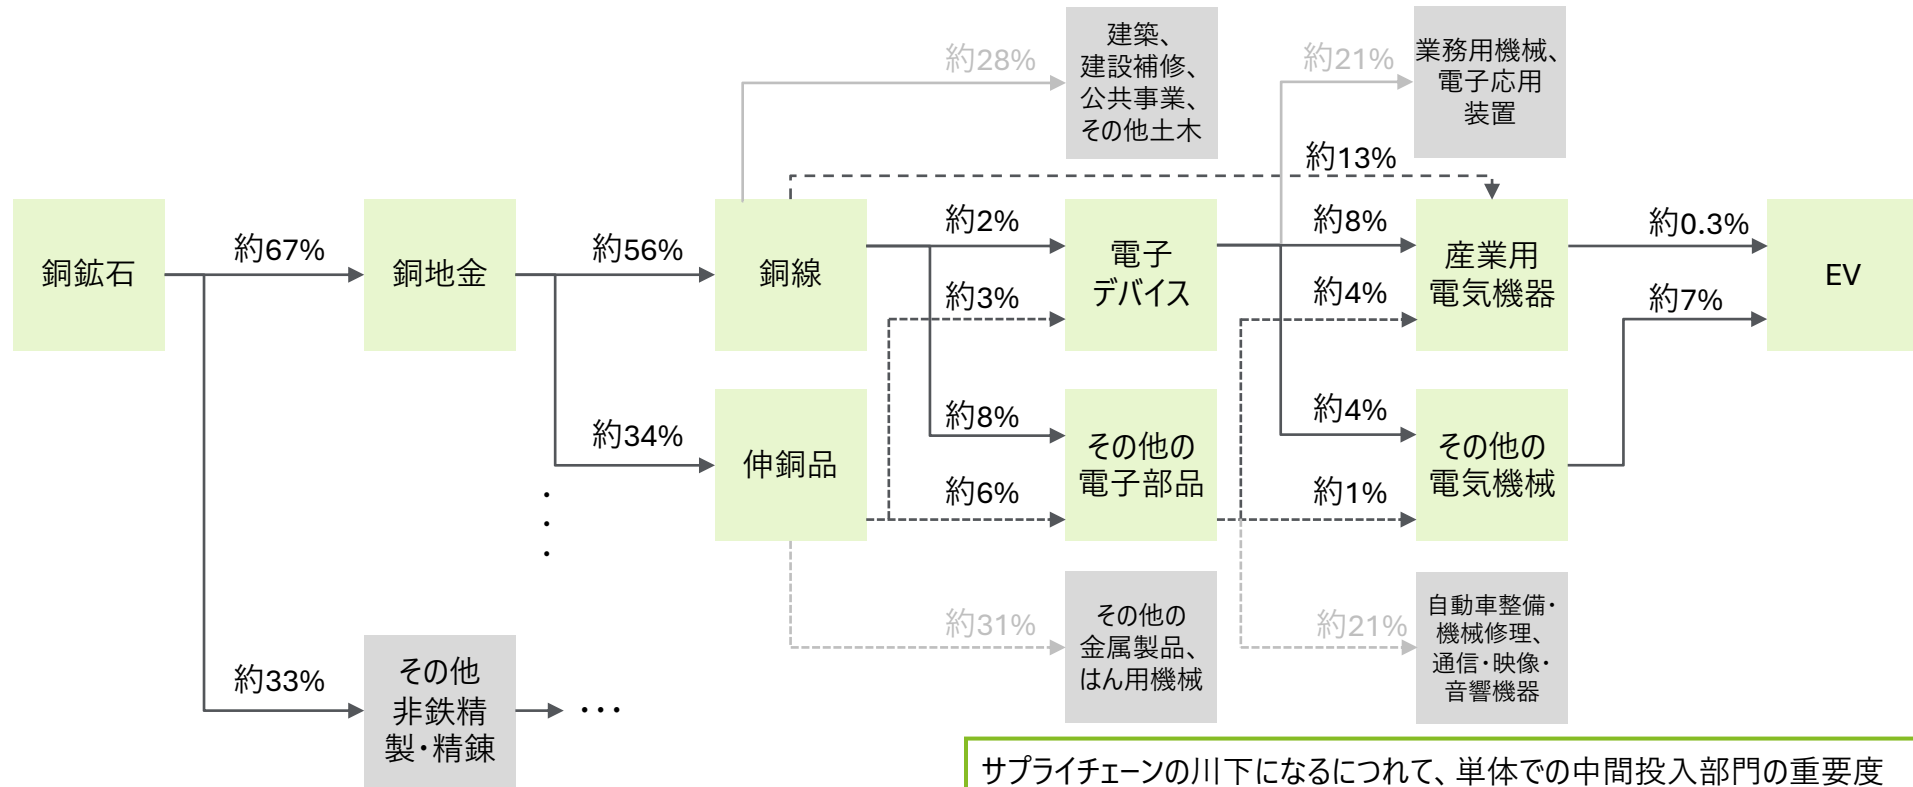 建築、
建設補修、
公共事業、
その他土木
約28%
業務用機械、
電子応用
装置
約21%
約13%
銅鉱石
約67%
銅地金
約56%
銅線
約2%
電子
デバイス
約8%
産業用
電気機器
約0.3%
EV
約3%
約4%
約7%
約34%
伸銅品
約8%
その他の
電子部品
約4%
その他の
電気機械
約6%
約1%
・
・
・
約31%
その他の
金属製品、
はん用機械
約21%
自動車整備・
機械修理、
通信・映像・
音響機器
約33%
その他
非鉄精
製・精錬
・・・
サプライチェーンの川下になるにつれて、単体での中間投入部門の重要度